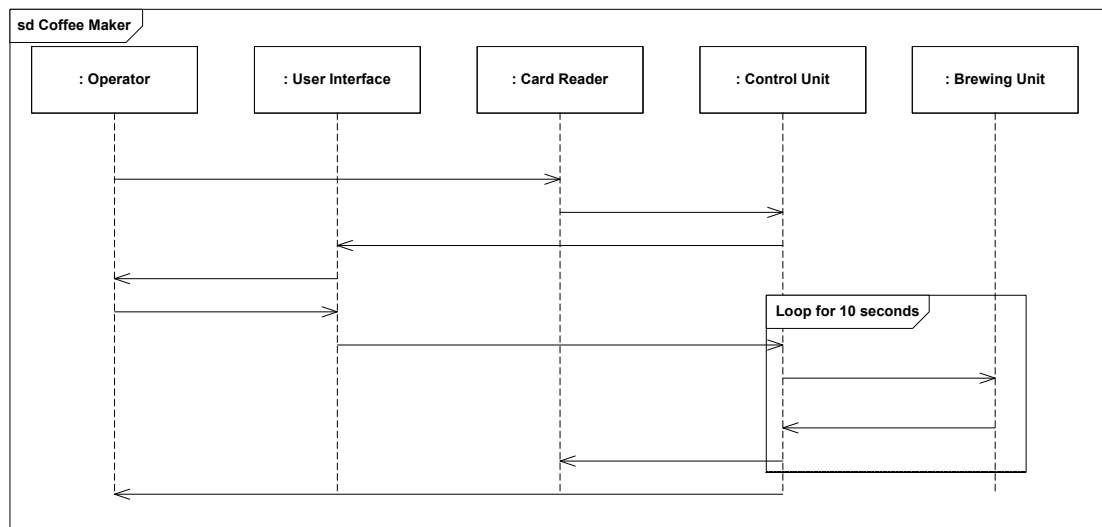 sd Coffee Maker
: Operator
: User Interface
: Card Reader
: Control Unit
: Brewing Unit
Loop for 10 seconds